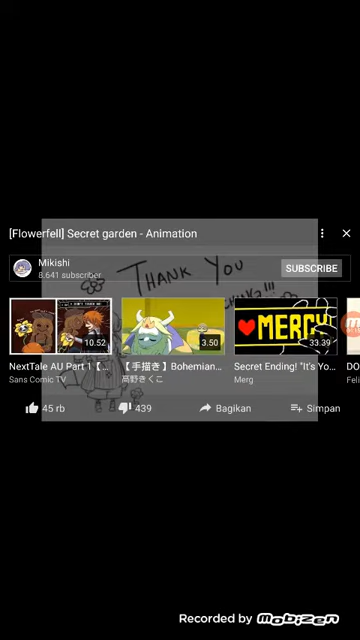 [Flowerfell] Secret garden - Animation
Mikishi
8.641 subscriber
SUBSCRIBE
THANK YOU
10.52
3.50
MERCY
33.39
NextTale AU Part 1【...
【手描き】Bohemian...
Secret Ending! "It's Yo...
DO
Sans Comic TV
高野きくこ
Merg
Feli
45 rb
439
Bagikan
Simpan
Recorded by mobizen